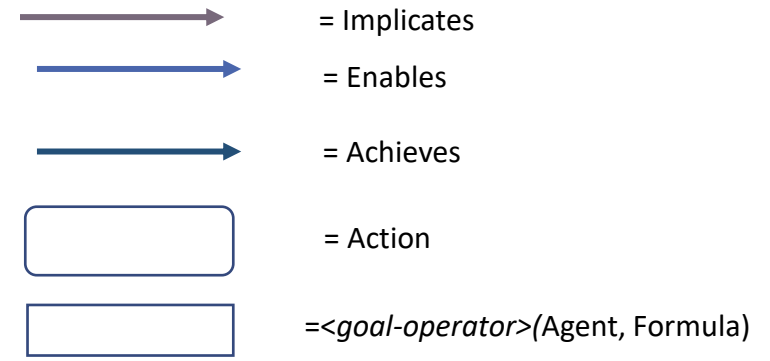 = Implicates
= Enables
= Achieves
= Action
=<goal-operator>(Agent, Formula)